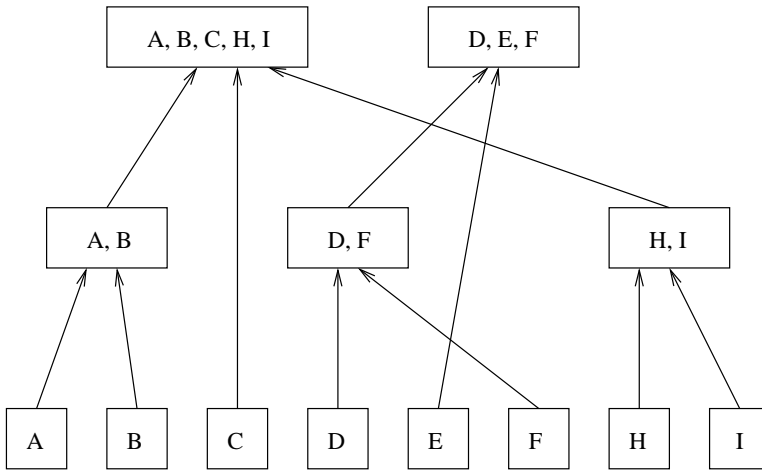 A, B, C, H, I
D, E, F
A, B
D, F
H, I
A
B
C
D
E
F
H
I